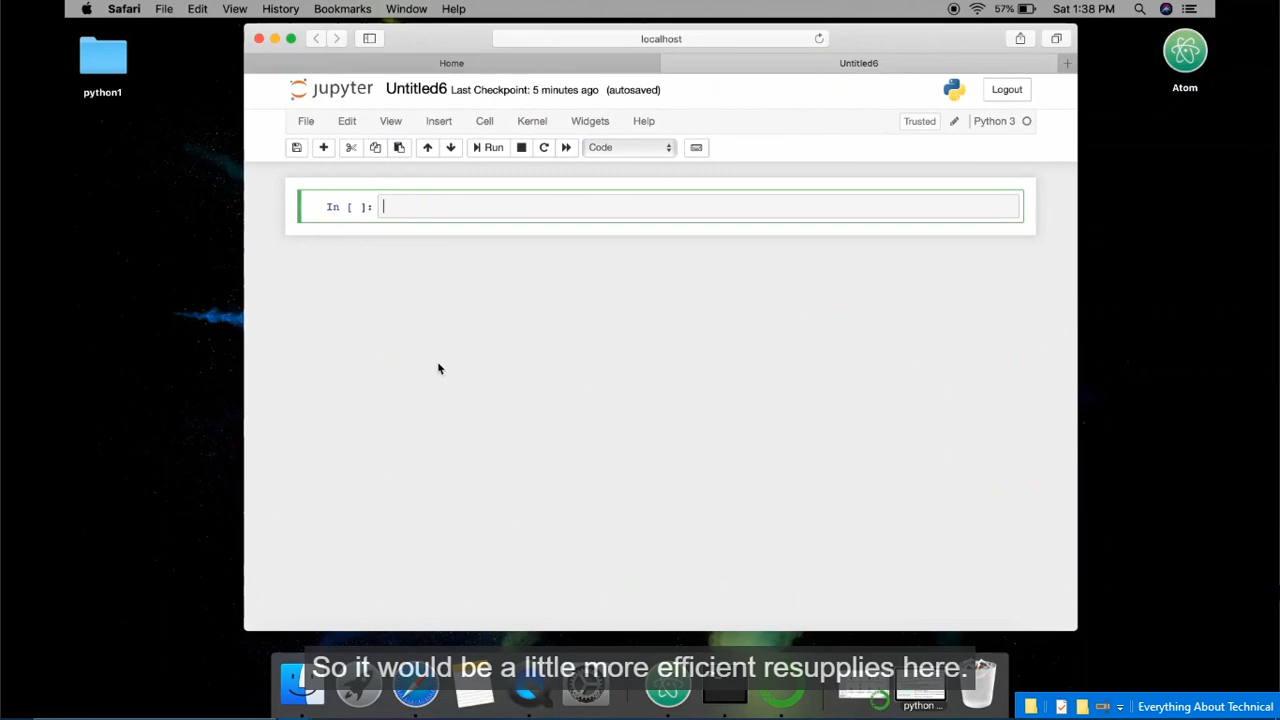 Safari File Edit View History Bookmarks Window Help 57% Sat 1:38 PM
python1
Atom
localhost
Home Untitled6
jupyter Untitled6 Last Checkpoint: 5 minutes ago (autosaved) Logout
File Edit View Insert Cell Kernel Widgets Help Trusted Python 3
Run Code
In [ ]:
So it would be a little more efficient resupplies here.
python ...
Everything About Technical